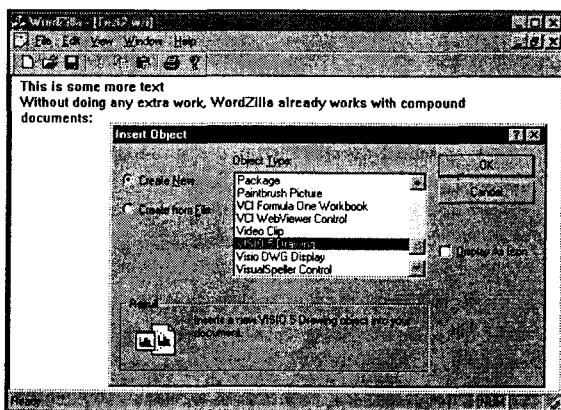 WordZilla - [Test2.wri]
File Edit View Window Help
This is some more text
Without doing any extra work, WordZilla already works with compound
documents:
Insert Object
Object Type:
Create New
Create from File
Package
Paintbrush Picture
VCI Formula One Workbook
VCI WebViewer Control
Video Clip
VISIO 5 Drawing
Visio DWG Display
VisualSpeller Control
OK
Cancel
Display As Icon
Result
Inserts a new VISIO 5 Drawing object into your
document.
Ready